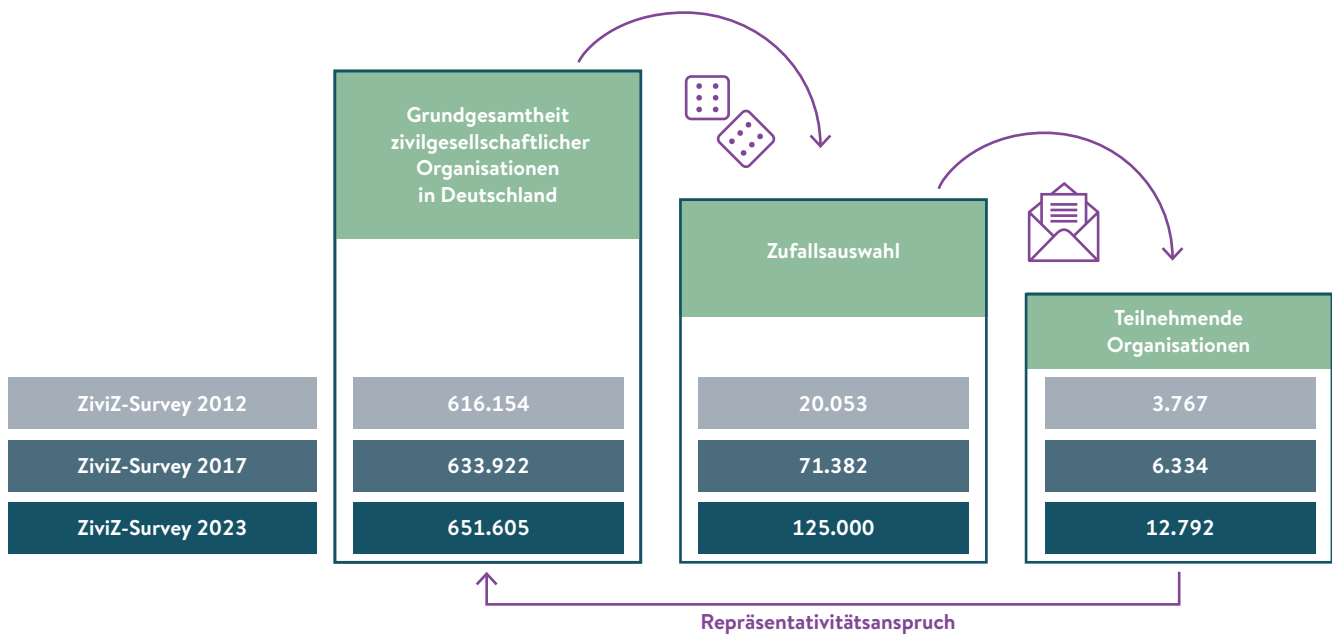 Grundgesamtheit
zivilgesellschaftlicher
Organisationen
in Deutschland
Zufallsauswahl
Teilnehmende
Organisationen
ZiviZ-Survey 2012
616.154
20.053
3.767
ZiviZ-Survey 2017
633.922
71.382
6.334
ZiviZ-Survey 2023
651.605
125.000
12.792
Repräsentativitätsanspruch